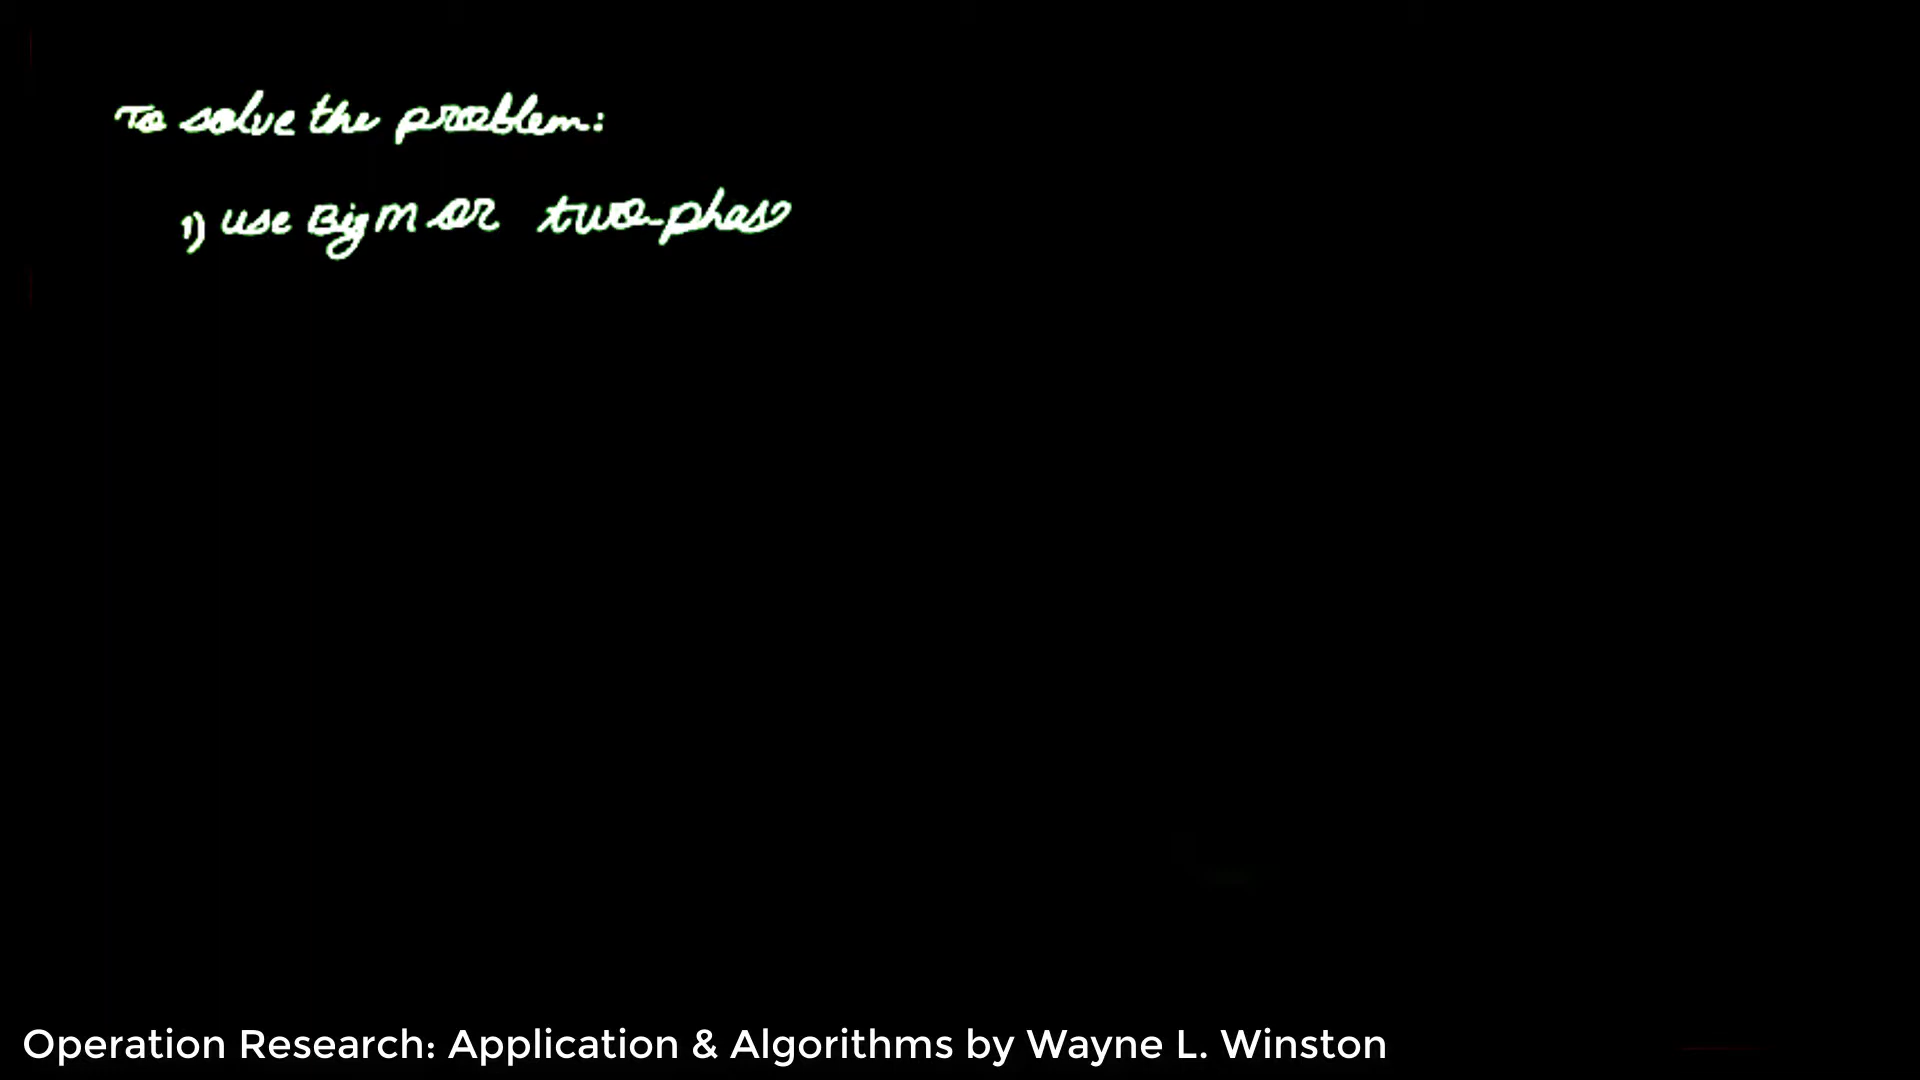 To solve the problem:
1) use Big M or two-phase
Operation Research: Application & Algorithms by Wayne L. Winston